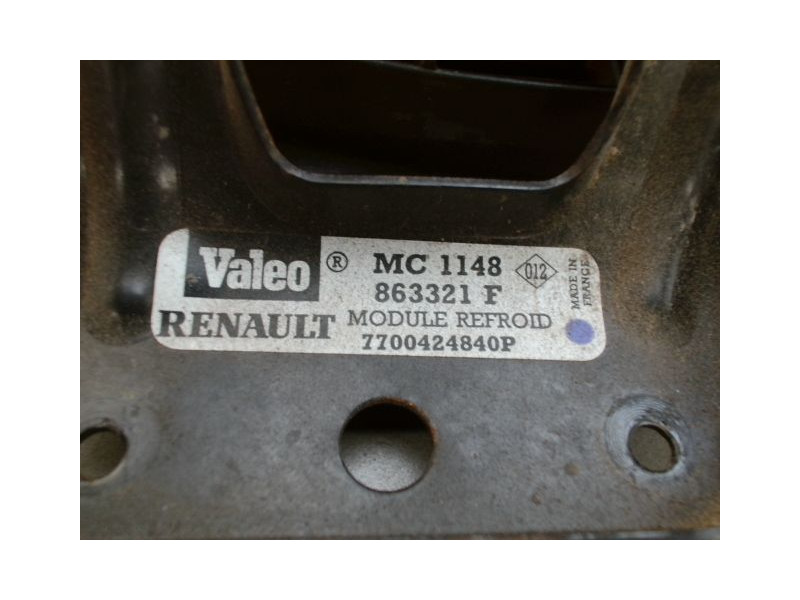 Valeo ® MC 1148 012
863321 F
RENAULT MODULE REFROID
7700424840P
MADE IN
FRANCE